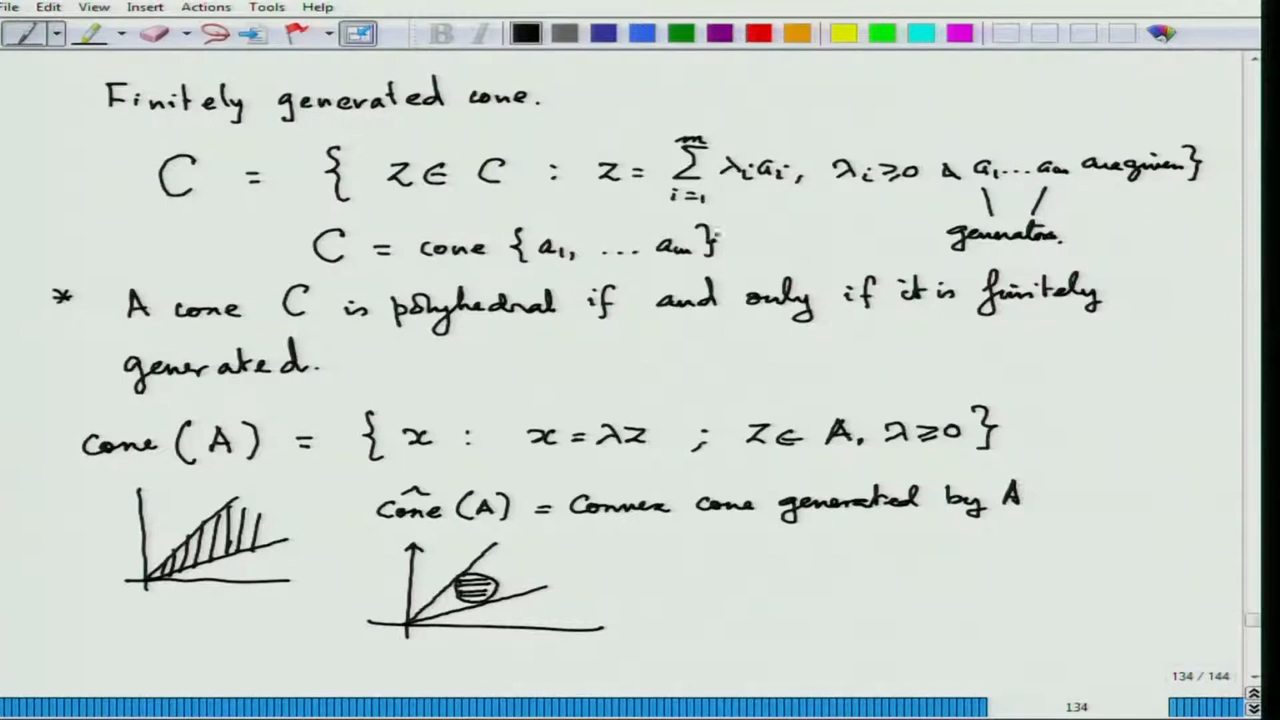 File Edit View Insert Actions Tools Help
B I
Finitely generated cone.
C = { z ∈ C : z = ∑_{i=1}^{m} λ_i a_i, λ_i ≥ 0 & a_1 ... a_m are given }
generators.
C = cone { a_1, ... a_m }
* A cone C is polyhedral if and only if it is finitely
generated.
cone (A) = { x : x = λz ; z ∈ A, λ ≥ 0 }
\hat{cone} (A) = Convex cone generated by A
134 / 144
134